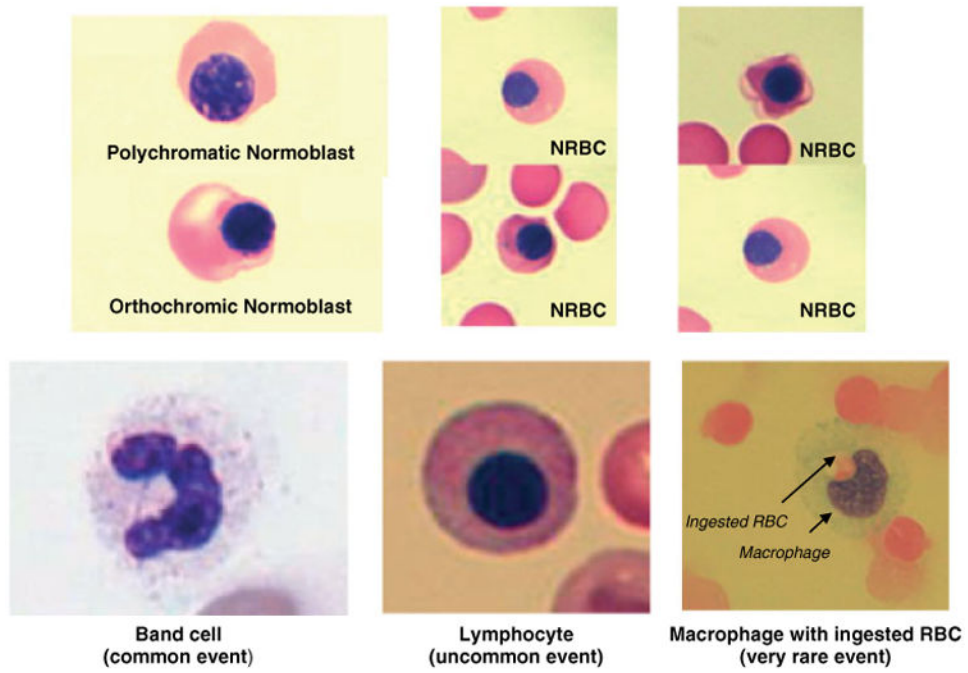 Polychromatic Normoblast
NRBC
NRBC
Orthochromic Normoblast
NRBC
NRBC
Ingested RBC
Macrophage
Band cell
(common event)
Lymphocyte
(uncommon event)
Macrophage with ingested RBC
(very rare event)